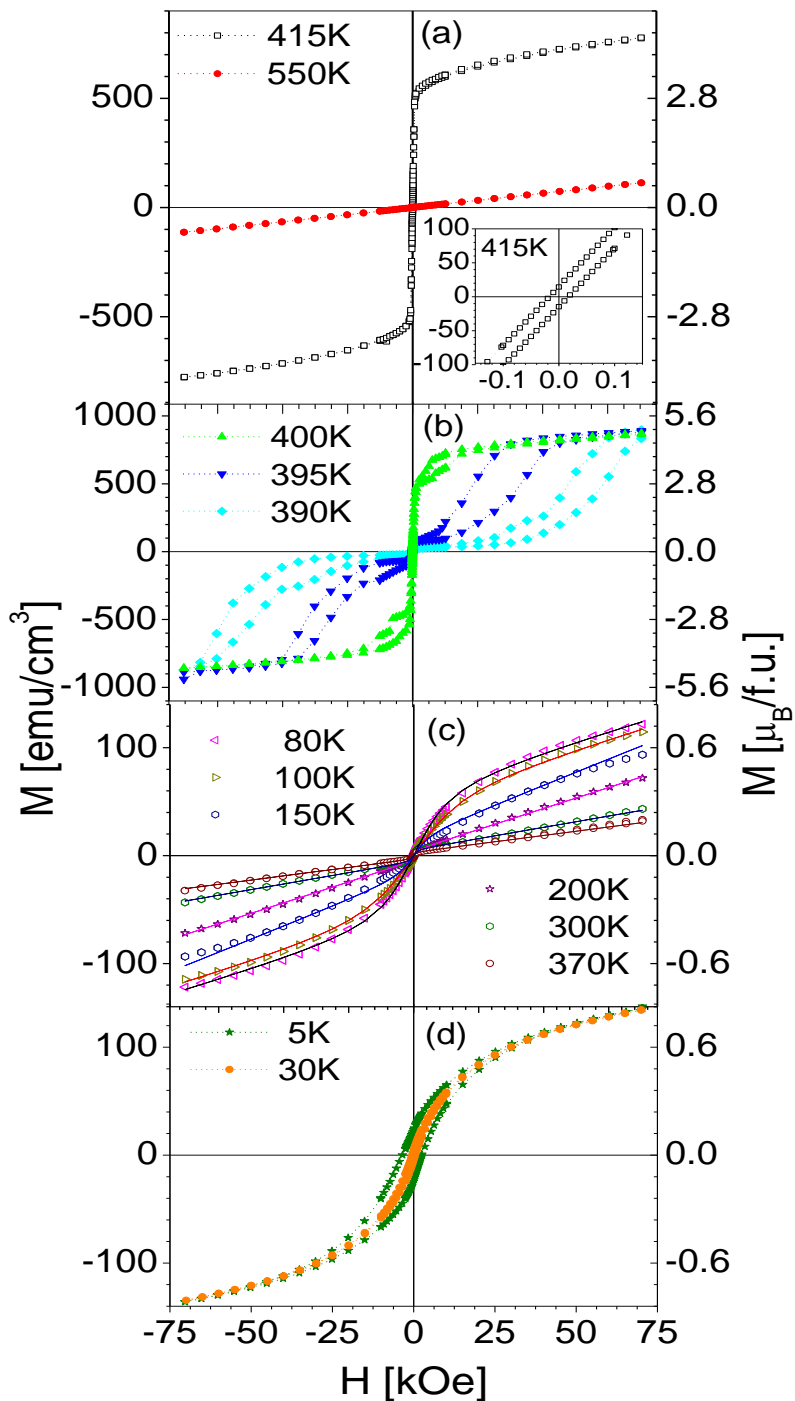 415K
550K
(a)
500
0
-500
2.8
0.0
-2.8
415K
100
50
0
-50
-100
-0.1
0.0
0.1
400K
395K
390K
(b)
1000
500
0
-500
-1000
5.6
2.8
0.0
-2.8
-5.6
M [emu/cm³]
M [μB/f.u.]
80K
100K
150K
(c)
200K
300K
370K
100
0
-100
0.6
0.0
-0.6
5K
30K
(d)
100
0
-100
0.6
0.0
0.6
-75
-50
-25
0
25
50
75
H [kOe]